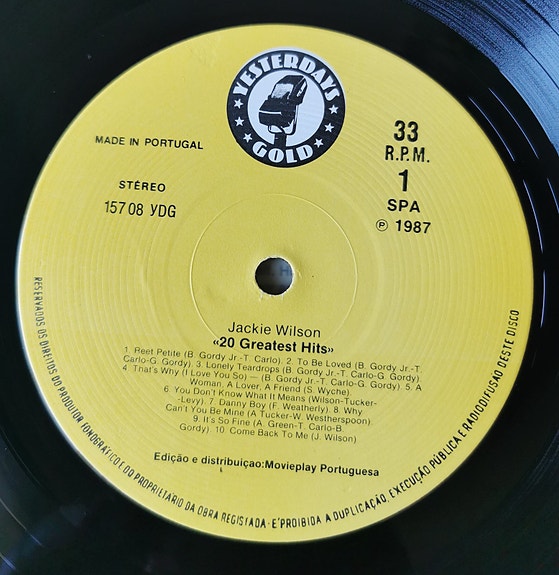 YESTERDAYS
GOLD
MADE IN PORTUGAL
STÉREO
157 08 YDG
33
R.P.M.
1
SPA
Ⓟ 1987
Jackie Wilson
«20 Greatest Hits»
1. Reet Petite (B. Gordy Jr.-T. Carlo). 2. To Be Loved (B. Gordy Jr.-T.
Carlo-G. Gordy). 3. Lonely Teardrops (B. Gordy Jr.-T. Carlo-G. Gordy)
4. That's Why (I Love You So) — (B. Gordy Jr.-T. Carlo-G. Gordy). 5. A
Woman, A Lover, A Friend (S. Wyche).
6. You Don't Know What It Means (Wilson-Tucker-
-Levy). 7. Danny Boy (F. Weatherly). 8. Why
Can't You Be Mine (A Tucker-W. Westherspoon).
9. It's So Fine (A. Green-T. Carlo-B.
Gordy). 10. Come Back To Me (J. Wilson)
Edição e distribuiçao:Movieplay Portuguesa
RESERVADOS OS DIREITOS DO PRODUTOR FONOGRÁFICO E DO PROPRIETÁRIO DA OBRA REGISTADA-E'PROIBIDA A DUPLICAÇÃO, EXECUÇÃO PÚBLICA E RADIODIFUSÃO DESTE DISCO